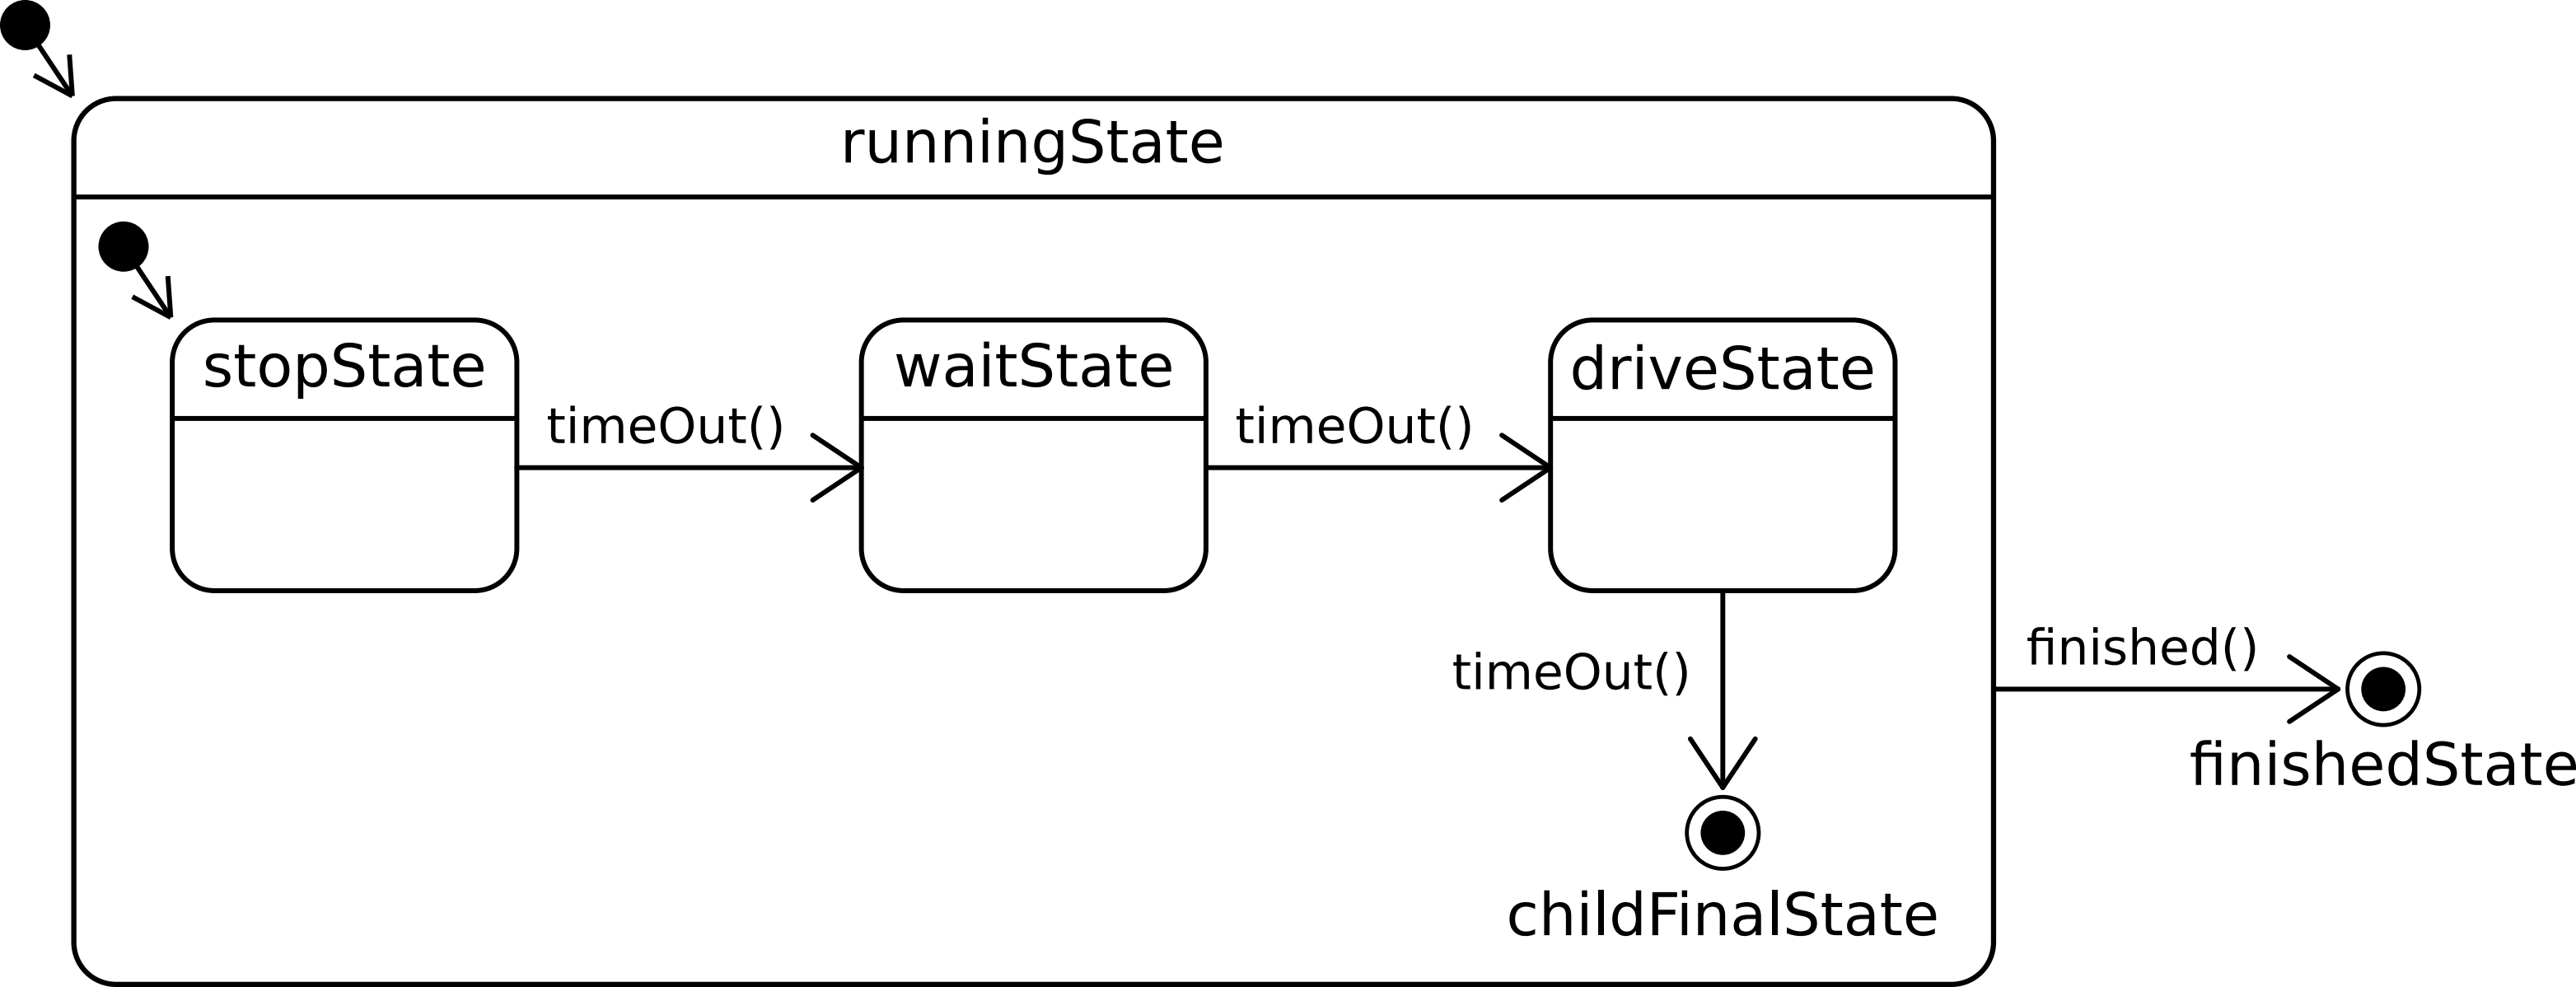 runningState
stopState
timeOut()
waitState
timeOut()
driveState
timeOut()
finished()
finishedState
childFinalState